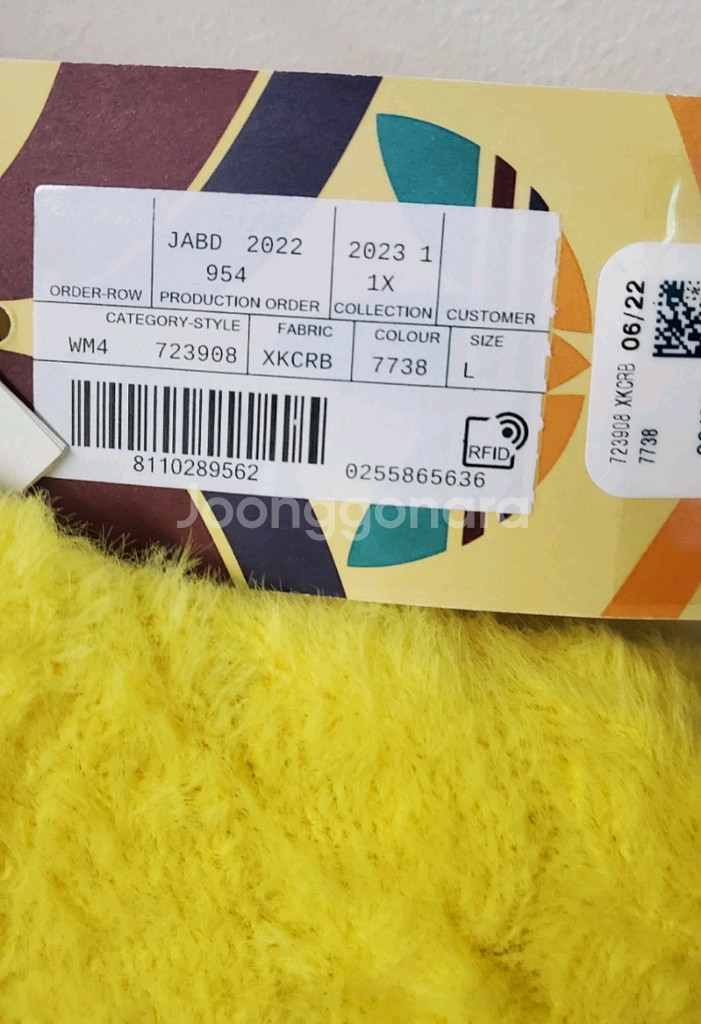 JABD 2022
954
2023 1
1X
ORDER-ROW
PRODUCTION ORDER
COLLECTION
CUSTOMER
CATEGORY-STYLE
FABRIC
COLOUR
SIZE
WM4 723908
XKCRB
7738
L
8110289562
RFID
0255865636
06/22
723908 XKCRB
7738
Joonggonara